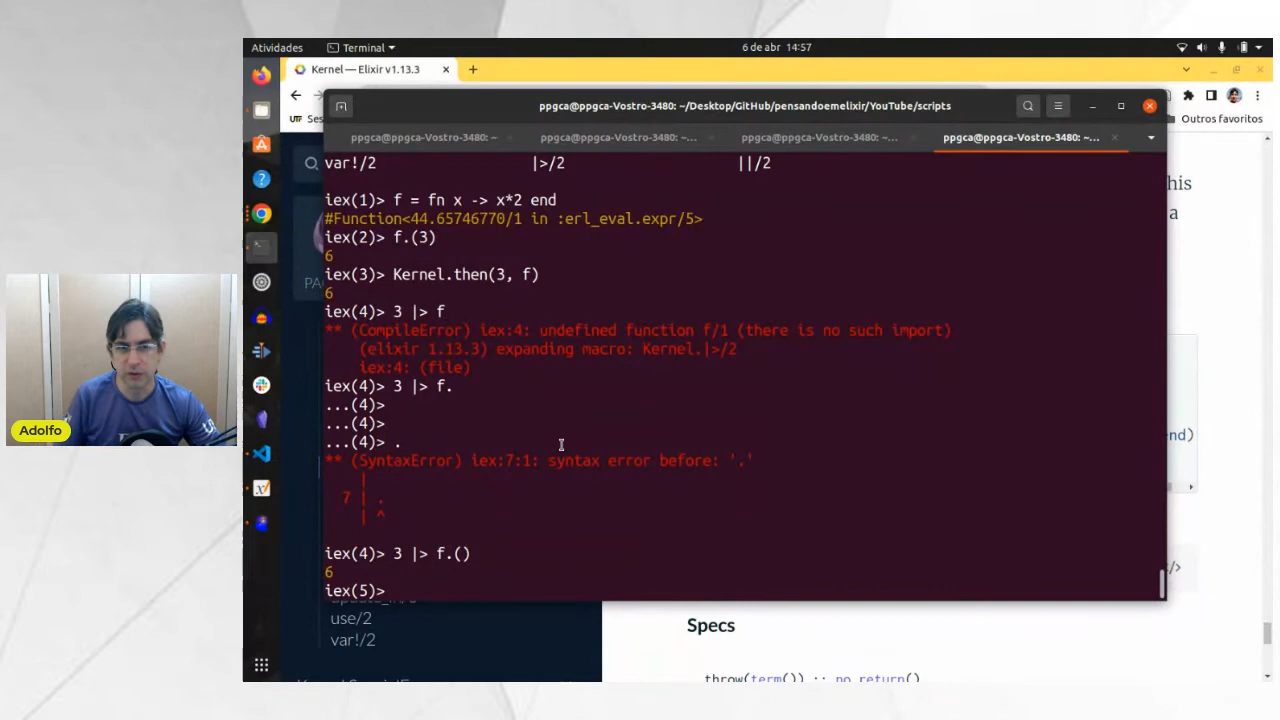 Atividades
Terminal
6 de abr 14:57
Kernel — Elixir v1.13.3
Outros favoritos
ppgca@ppgca-Vostro-3480: ~/Desktop/GitHub/pensandoemelixir/YouTube/scripts
ppgca@ppgca-Vostro-3480: ~
ppgca@ppgca-Vostro-3480: ~...
ppgca@ppgca-Vostro-3480: ~...
ppgca@ppgca-Vostro-3480: ~...
var!/2 |>/2 ||/2
iex(1)> f = fn x -> x*2 end
#Function<44.65746770/1 in :erl_eval.expr/5>
iex(2)> f.(3)
6
iex(3)> Kernel.then(3, f)
6
iex(4)> 3 |> f
** (CompileError) iex:4: undefined function f/1 (there is no such import)
(elixir 1.13.3) expanding macro: Kernel.|>/2
iex:4: (file)
iex(4)> 3 |> f.
...(4)>
...(4)>
...(4)> .
** (SyntaxError) iex:7:1: syntax error before: '.'
|
7 | .
| ^
iex(4)> 3 |> f.()
6
iex(5)>
use/2
var!/2
his
a
end)
/>
Specs
throw(term()) :: no_return()
Adolfo